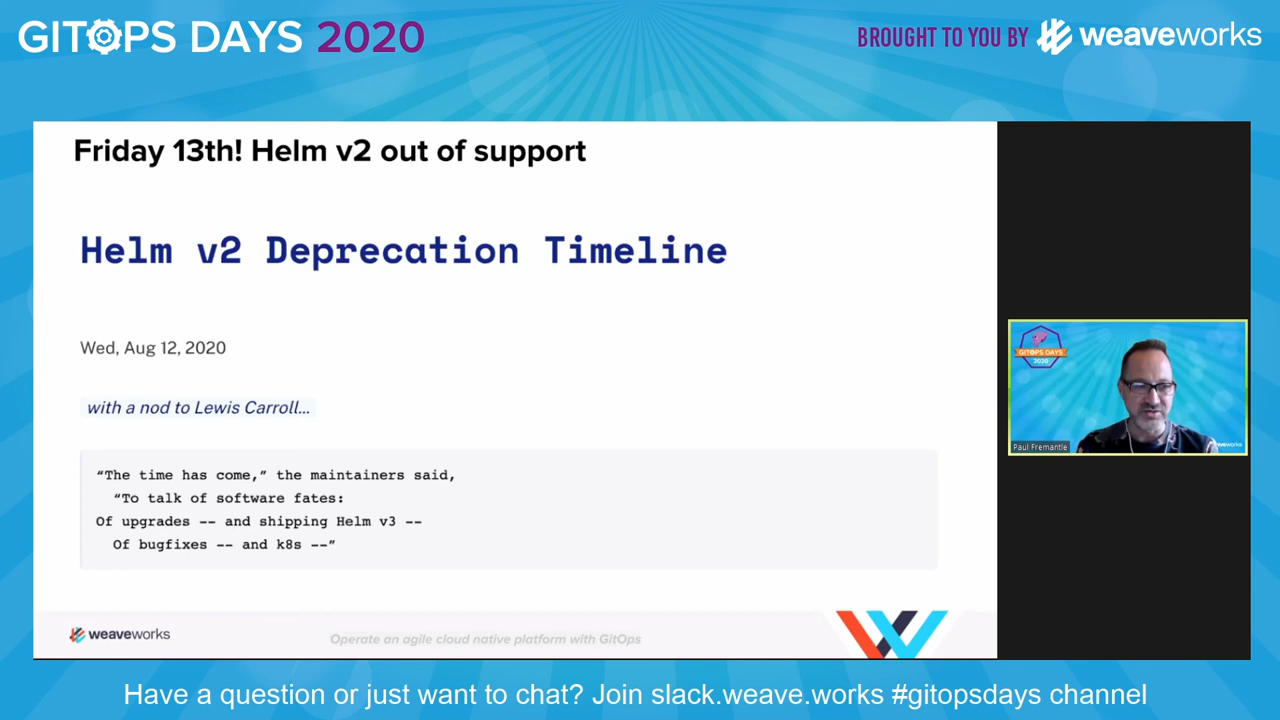 GITOPS DAYS 2020
BROUGHT TO YOU BY weaveworks
Friday 13th! Helm v2 out of support
Helm v2 Deprecation Timeline
Wed, Aug 12, 2020
with a nod to Lewis Carroll...
“The time has come,” the maintainers said,
“To talk of software fates:
Of upgrades -- and shipping Helm v3 --
Of bugfixes -- and k8s --”
weaveworks
Operate an agile cloud native platform with GitOps
GITOPS DAYS
2020
Paul Fremantle
Have a question or just want to chat? Join slack.weave.works #gitopsdays channel